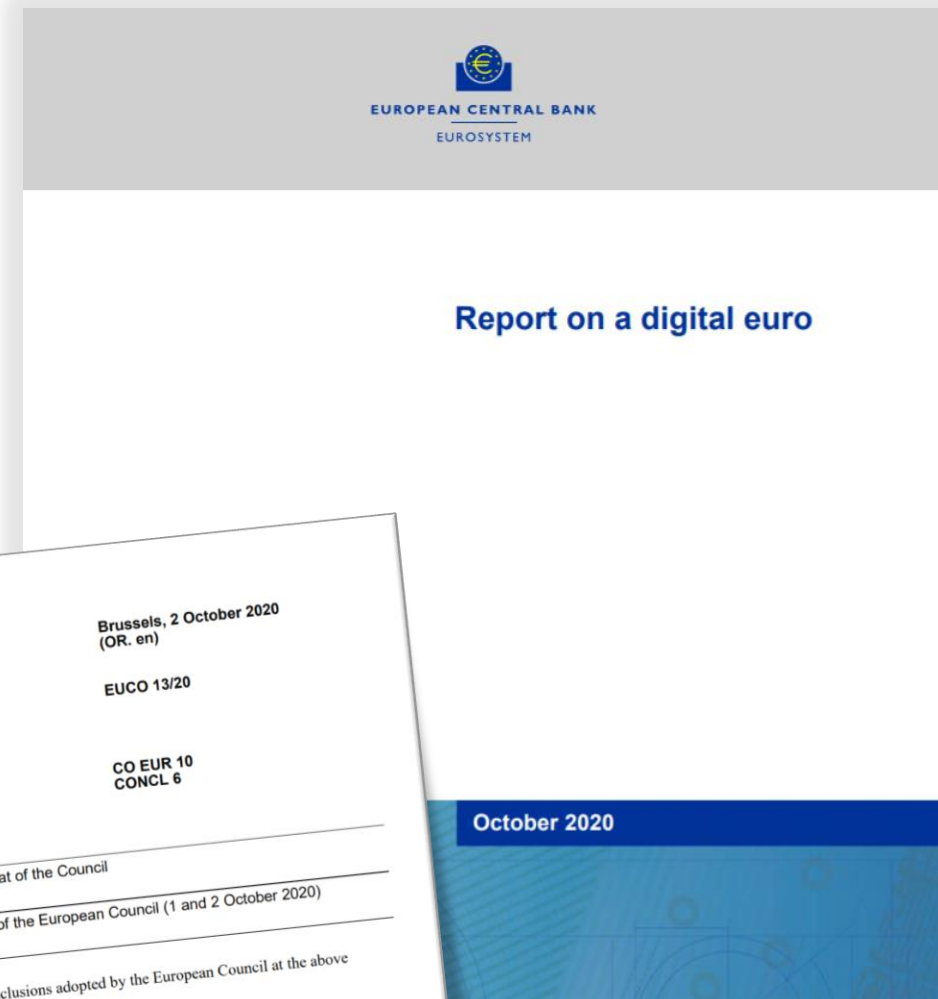 EUROPEAN CENTRAL BANK
EUROSYSTEM
Report on a digital euro
Brussels, 2 October 2020
(OR. en)
EUCO 13/20
CO EUR 10
CONCL 6
October 2020
at of the Council
of the European Council (1 and 2 October 2020)
clusions adopted by the European Council at the above